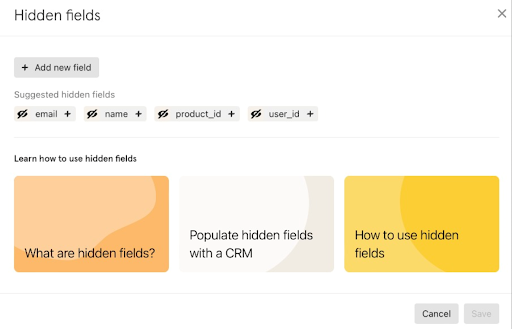 Hidden fields
+ Add new field
Suggested hidden fields
email + name + product_id + user_id +
Learn how to use hidden fields
What are hidden fields?
Populate hidden fields
with a CRM
How to use hidden
fields
Cancel Save